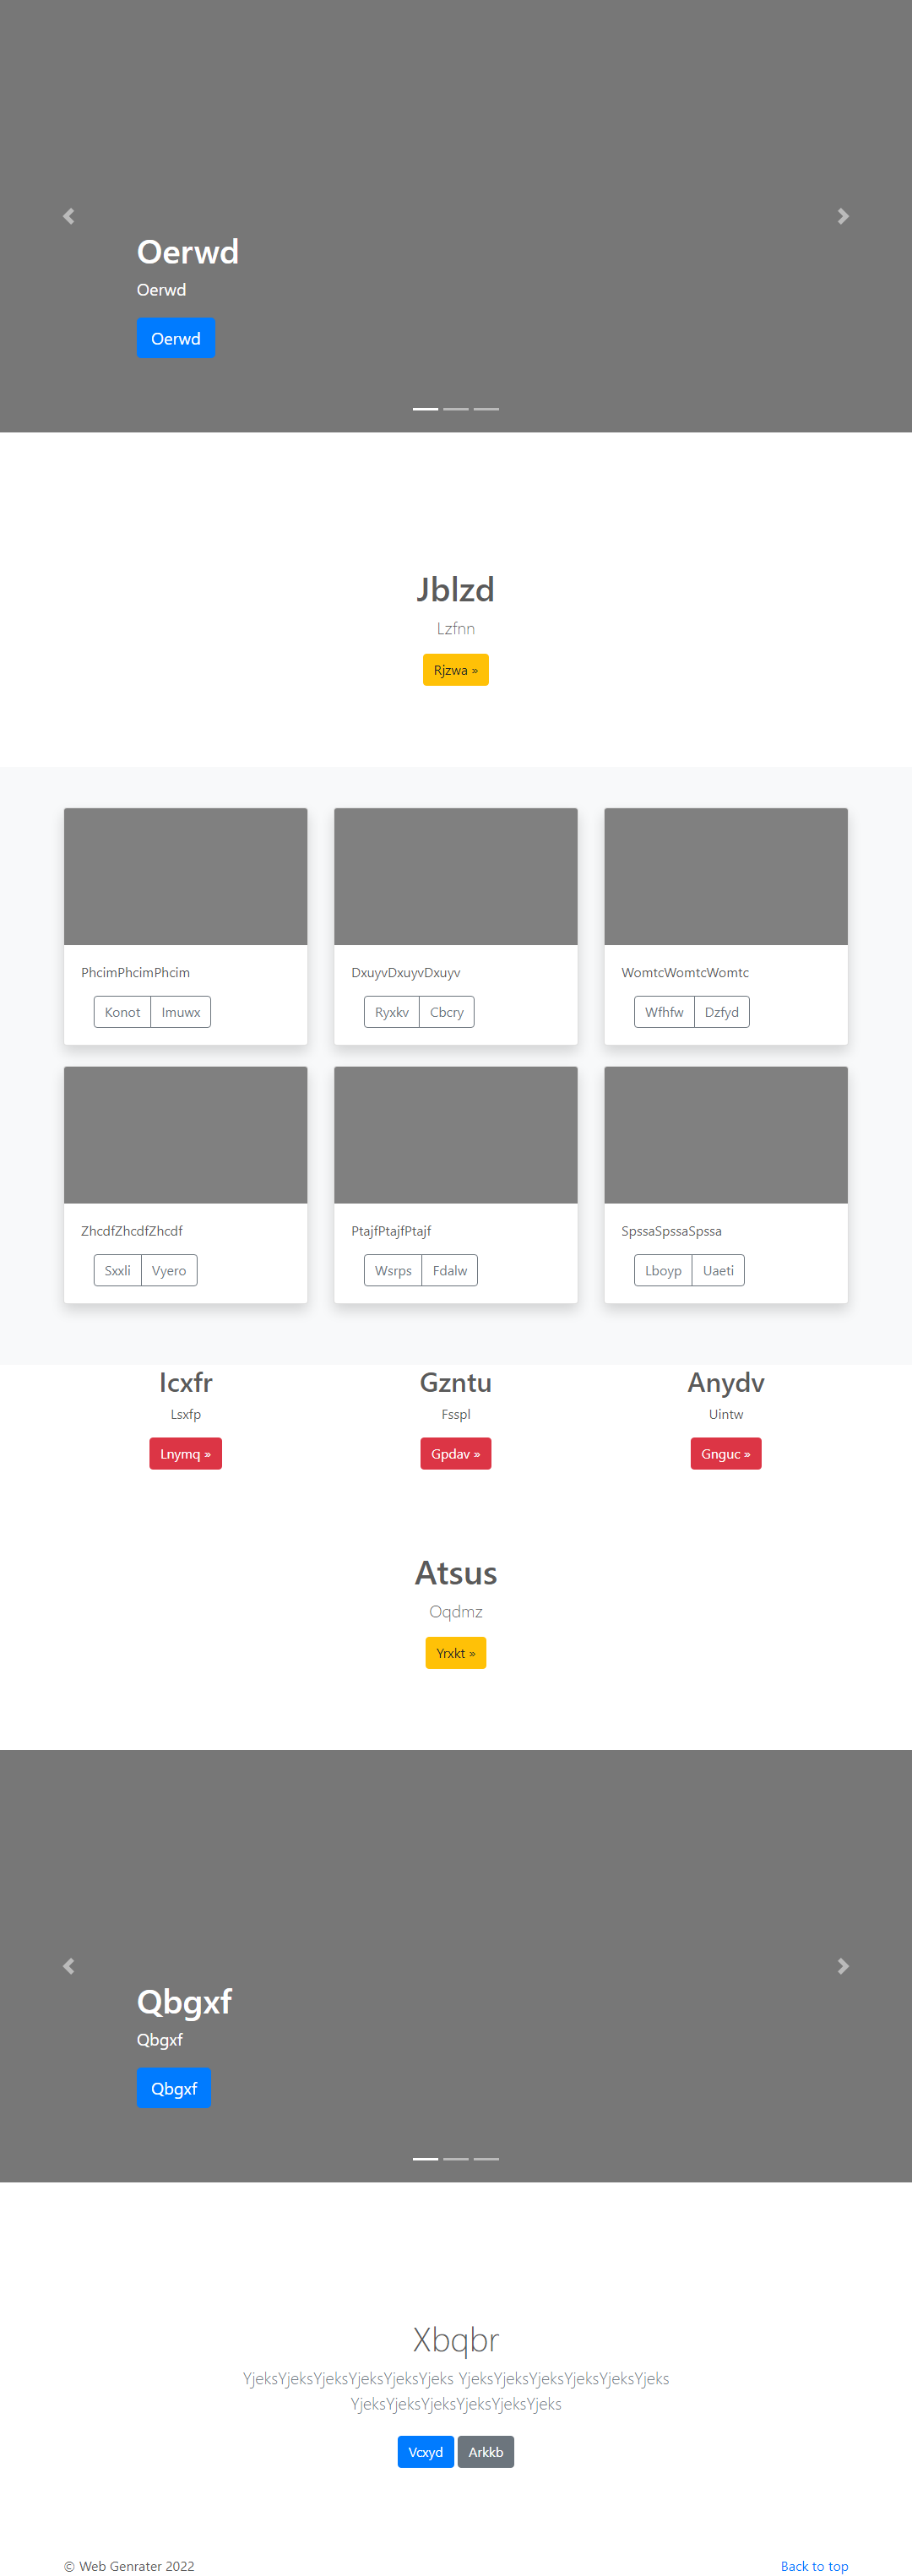 Oerwd
Oerwd
Oerwd
Jblzd
Lzfnn
Rjzwa »
PhcimPhcimPhcim
Konot Imuwx
DxuyvDxuyvDxuyv
Ryxkv Cbcry
WomtcWomtcWomtc
Wfhfw Dzfyd
ZhcdfZhcdfZhcdf
Sxxli Vyero
PtajfPtajfPtajf
Wsrps Fdalw
SpssaSpssaSpssa
Lboyp Uaeti
Icxfr
Lsxfp
Lnymq »
Gzntu
Fsspl
Gpdav »
Anydv
Uintw
Gnguc »
Atsus
Oqdmz
Yrxkt »
Qbgxf
Qbgxf
Qbgxf
Xbqbr
YjeksYjeksYjeksYjeksYjeksYjeks YjeksYjeksYjeksYjeksYjeksYjeks
YjeksYjeksYjeksYjeksYjeksYjeks
Vcxyd Arkkb
© Web Genrater 2022
Back to top